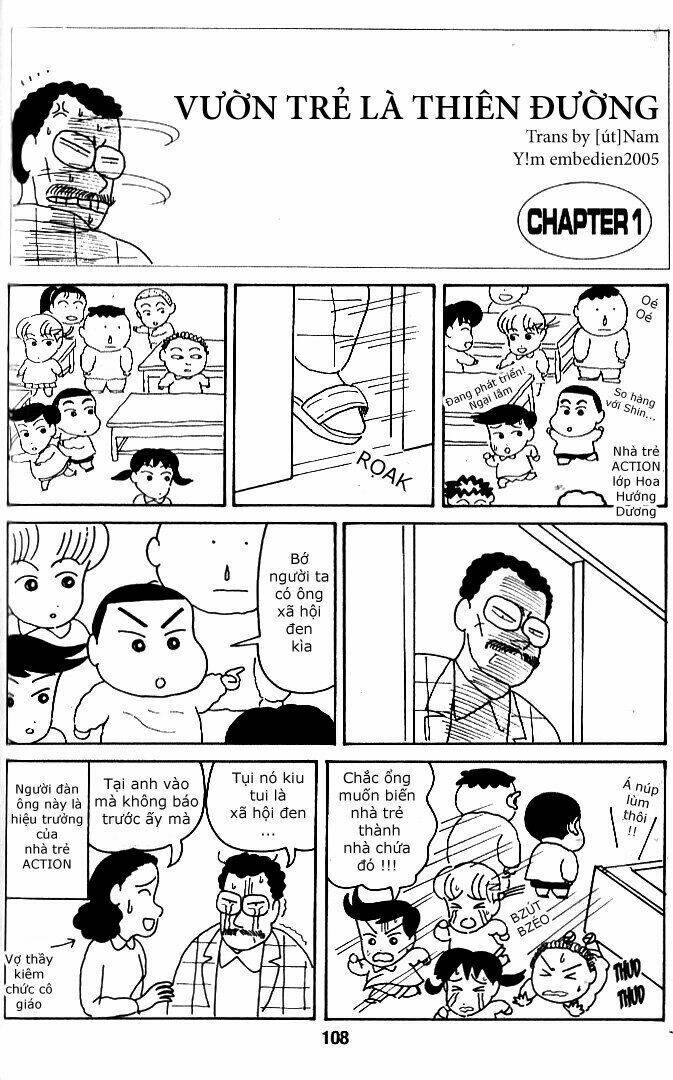 VƯỜN TRẺ LÀ THIÊN ĐƯỜNG
Trans by [út]Nam
Y!m embedien2005
CHAPTER 1
RỌAK
Oé
Oé
Đang phát triển!
Ngại lắm
So hàng
với Shin...
Nhà trẻ
ACTION
lớp Hoa
Hướng
Dương
Bớ
người ta
có ông
xã hội
đen
kìa
Người đàn
ông này là
hiệu trưởng
của
nhà trẻ
ACTION
Tại anh vào
mà không báo
trước ấy mà
Tụi nó kiu
tui là
xã hội đen
...
Vợ thầy
kiêm
chức cô
giáo
Chắc ổng
muốn biến
nhà trẻ
thành
nhà chứa
đó !!!
Á núp
lùm
thôi
!!
BZÚT
BZÉO
THUD
THUD
108